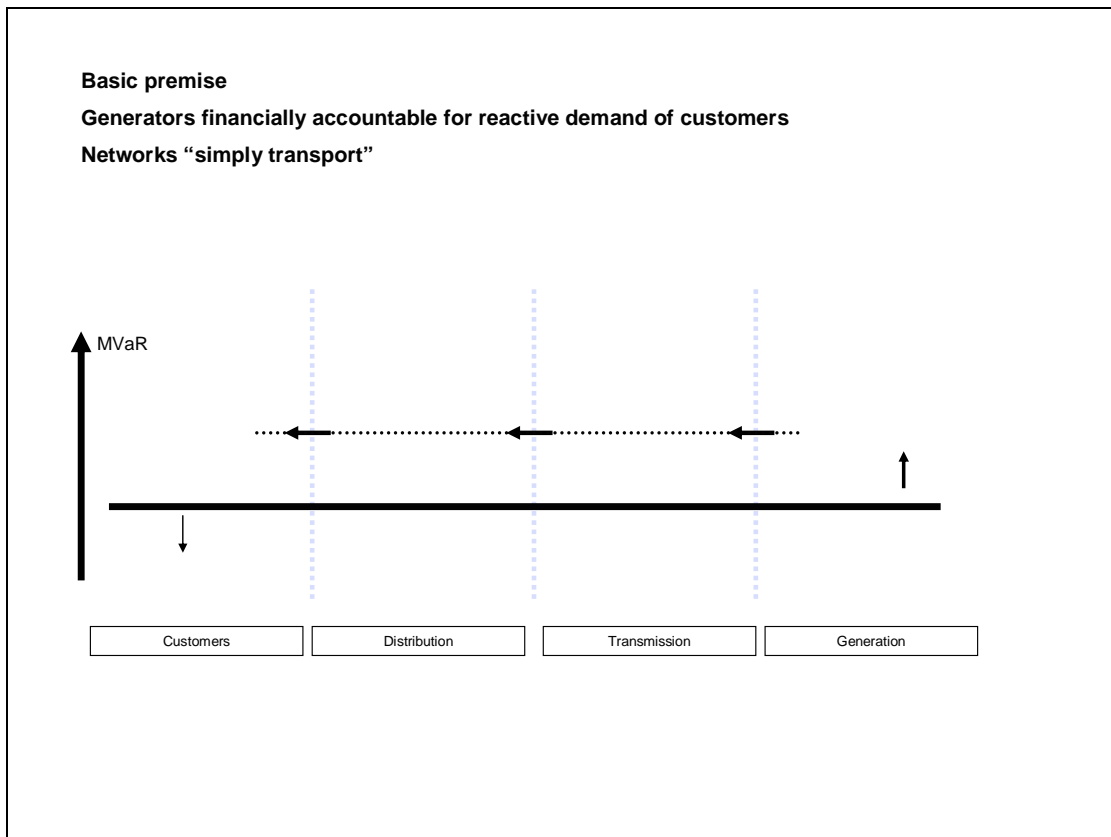 Basic premise
Generators financially accountable for reactive demand of customers
Networks “simply transport”
MVaR
Customers
Distribution
Transmission
Generation